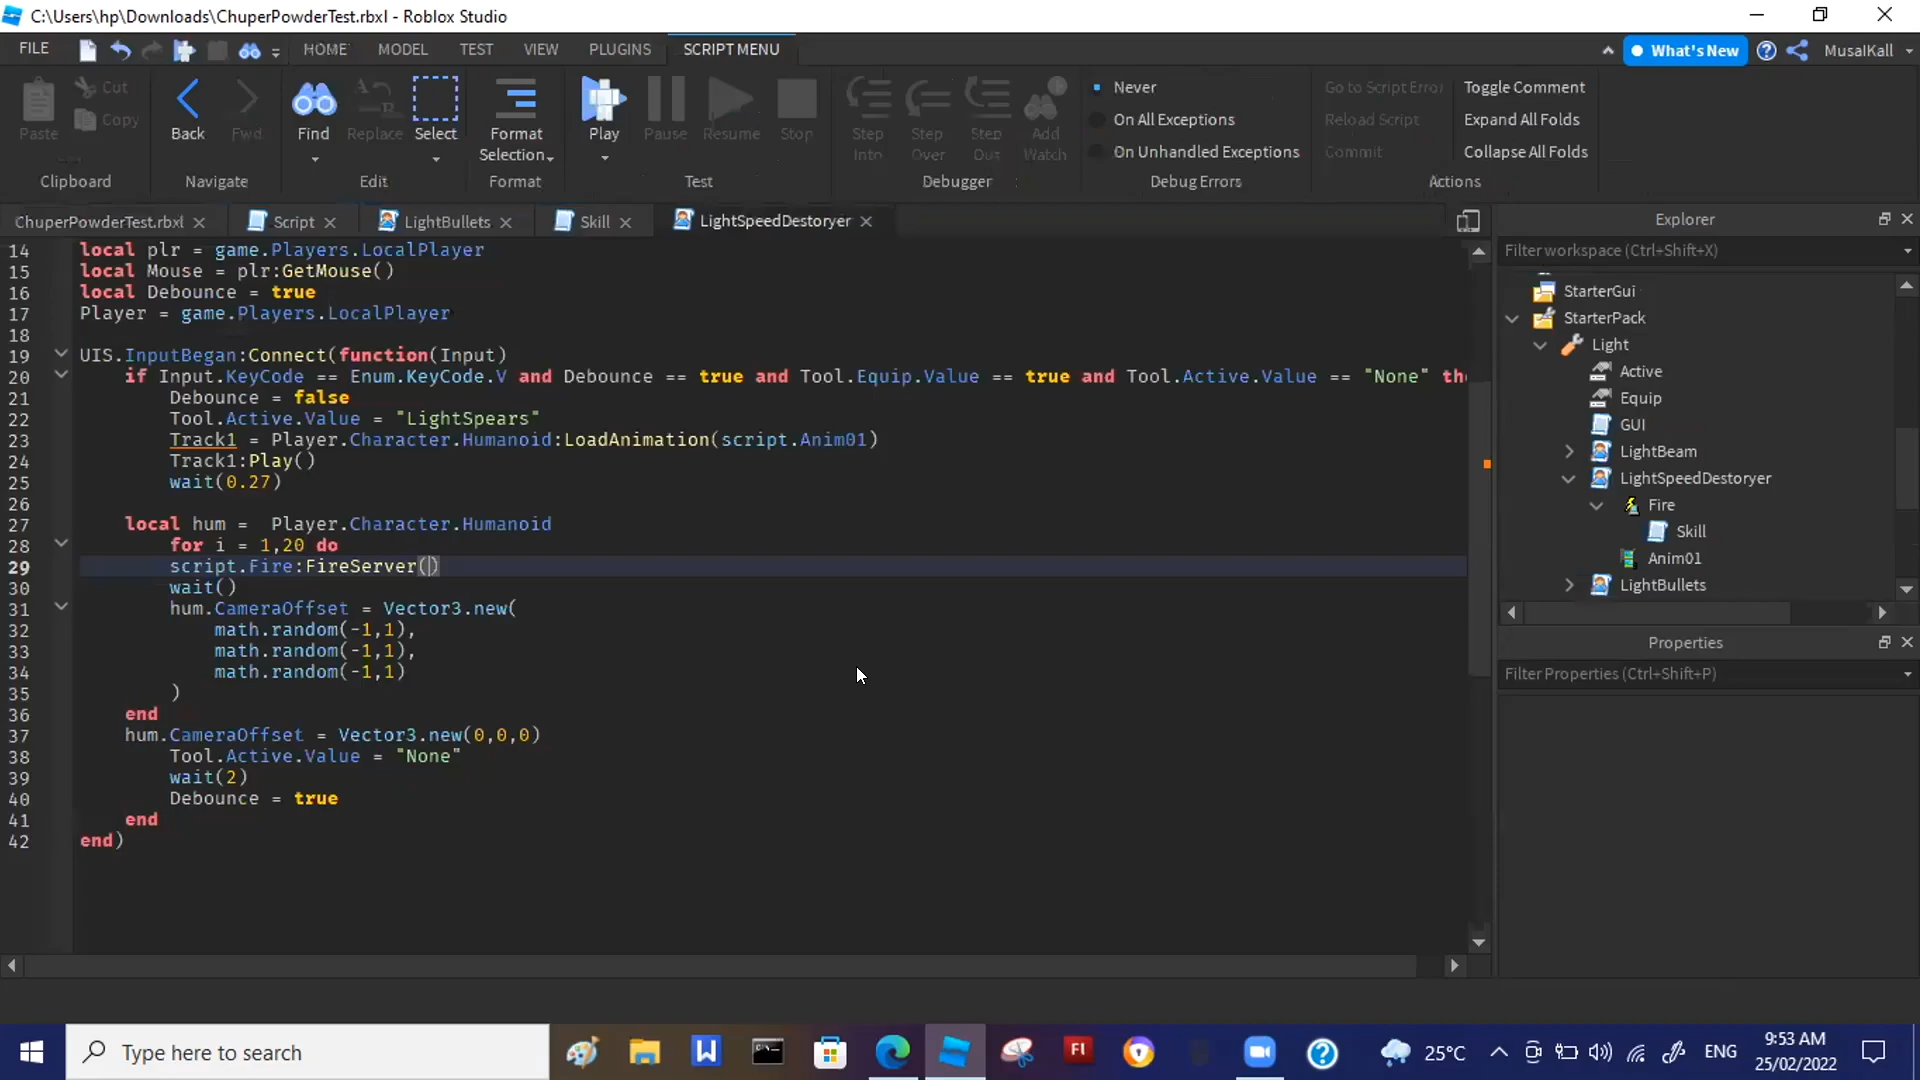 C:\Users\hp\Downloads\ChuperPowderTest.rbxl - Roblox Studio
FILE HOME MODEL TEST VIEW PLUGINS SCRIPT MENU What's New MusaIKall
Paste Cut Copy Clipboard
Back Fwd Navigate
Find Replace Select Edit
Format Selection Format
Play Pause Resume Stop Test
Step Into Step Over Step Out Add Watch Debugger
Never
On All Exceptions
On Unhandled Exceptions
Debug Errors
Go to Script Error
Reload Script
Commit
Toggle Comment
Expand All Folds
Collapse All Folds
Actions
ChuperPowderTest.rbxl Script LightBullets Skill LightSpeedDestoryer
14 local plr = game.Players.LocalPlayer
15 local Mouse = plr:GetMouse()
16 local Debounce = true
17 Player = game.Players.LocalPlayer
18
19 UIS.InputBegan:Connect(function(Input)
20 if Input.KeyCode == Enum.KeyCode.V and Debounce == true and Tool.Equip.Value == true and Tool.Active.Value == "None" the
21 Debounce = false
22 Tool.Active.Value = "LightSpears"
23 Track1 = Player.Character.Humanoid:LoadAnimation(script.Anim01)
24 Track1:Play()
25 wait(0.27)
26
27 local hum = Player.Character.Humanoid
28 for i = 1,20 do
29 script.Fire:FireServer()
30 wait()
31 hum.CameraOffset = Vector3.new(
32 math.random(-1,1),
33 math.random(-1,1),
34 math.random(-1,1)
35 )
36 end
37 hum.CameraOffset = Vector3.new(0,0,0)
38 Tool.Active.Value = "None"
39 wait(2)
40 Debounce = true
41 end
42 end)
Explorer
Filter workspace (Ctrl+Shift+X)
StarterGui
StarterPack
Light
Active
Equip
GUI
LightBeam
LightSpeedDestoryer
Fire
Skill
Anim01
LightBullets
Properties
Filter Properties (Ctrl+Shift+P)
Type here to search
W
Fl
25°C
ENG
9:53 AM
25/02/2022